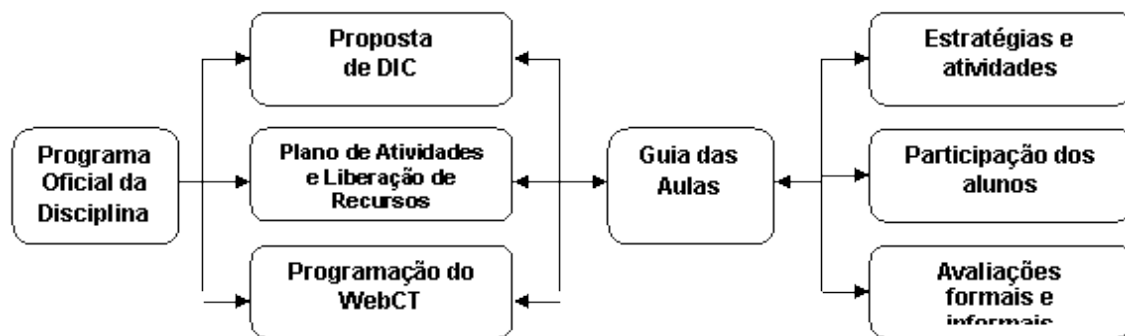 Programa
Oficial da
Disciplina
Proposta
de DIC
Plano de Atividades
e Liberação de
Recursos
Programação do
WebCT
Guia das
Aulas
Estratégias e
atividades
Participação dos
alunos
Avaliações
formais e
informais